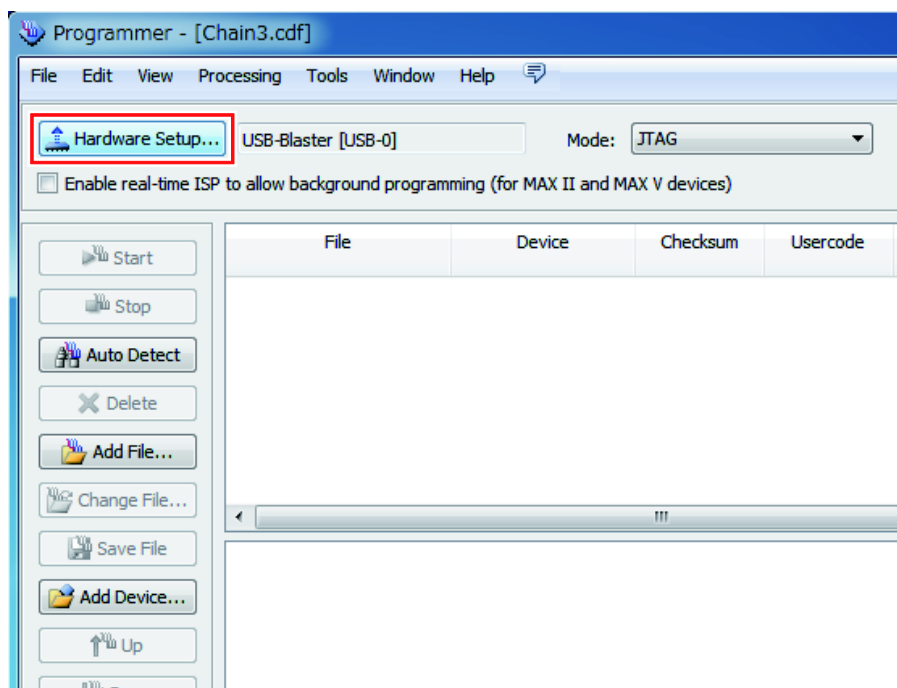 Programmer - [Chain3.cdf]
File Edit View Processing Tools Window Help
Hardware Setup... USB-Blaster [USB-0] Mode: JTAG
Enable real-time ISP to allow background programming (for MAX II and MAX V devices)
File Device Checksum Usercode
Start
Stop
Auto Detect
Delete
Add File...
Change File...
Save File
Add Device...
Up